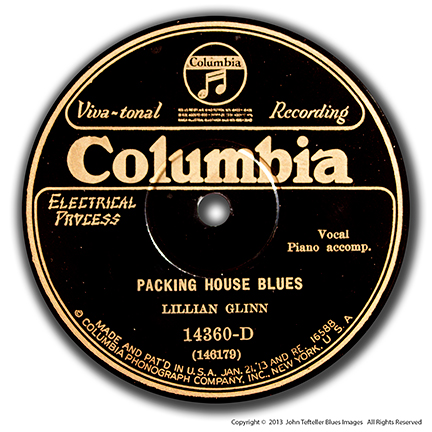 Columbia
Viva-tonal Recording
Columbia
ELECTRICAL
PROCESS
Vocal
Piano accomp.
PACKING HOUSE BLUES
LILLIAN GLINN
14360-D
(146179)
MADE AND PAT'D IN U.S.A. JAN. 21, '13 AND RE. 16588
© COLUMBIA PHONOGRAPH COMPANY, INC., NEW YORK, U.S.A.
Copyright © 2013 John Tefteller Blues Images All Rights Reserved